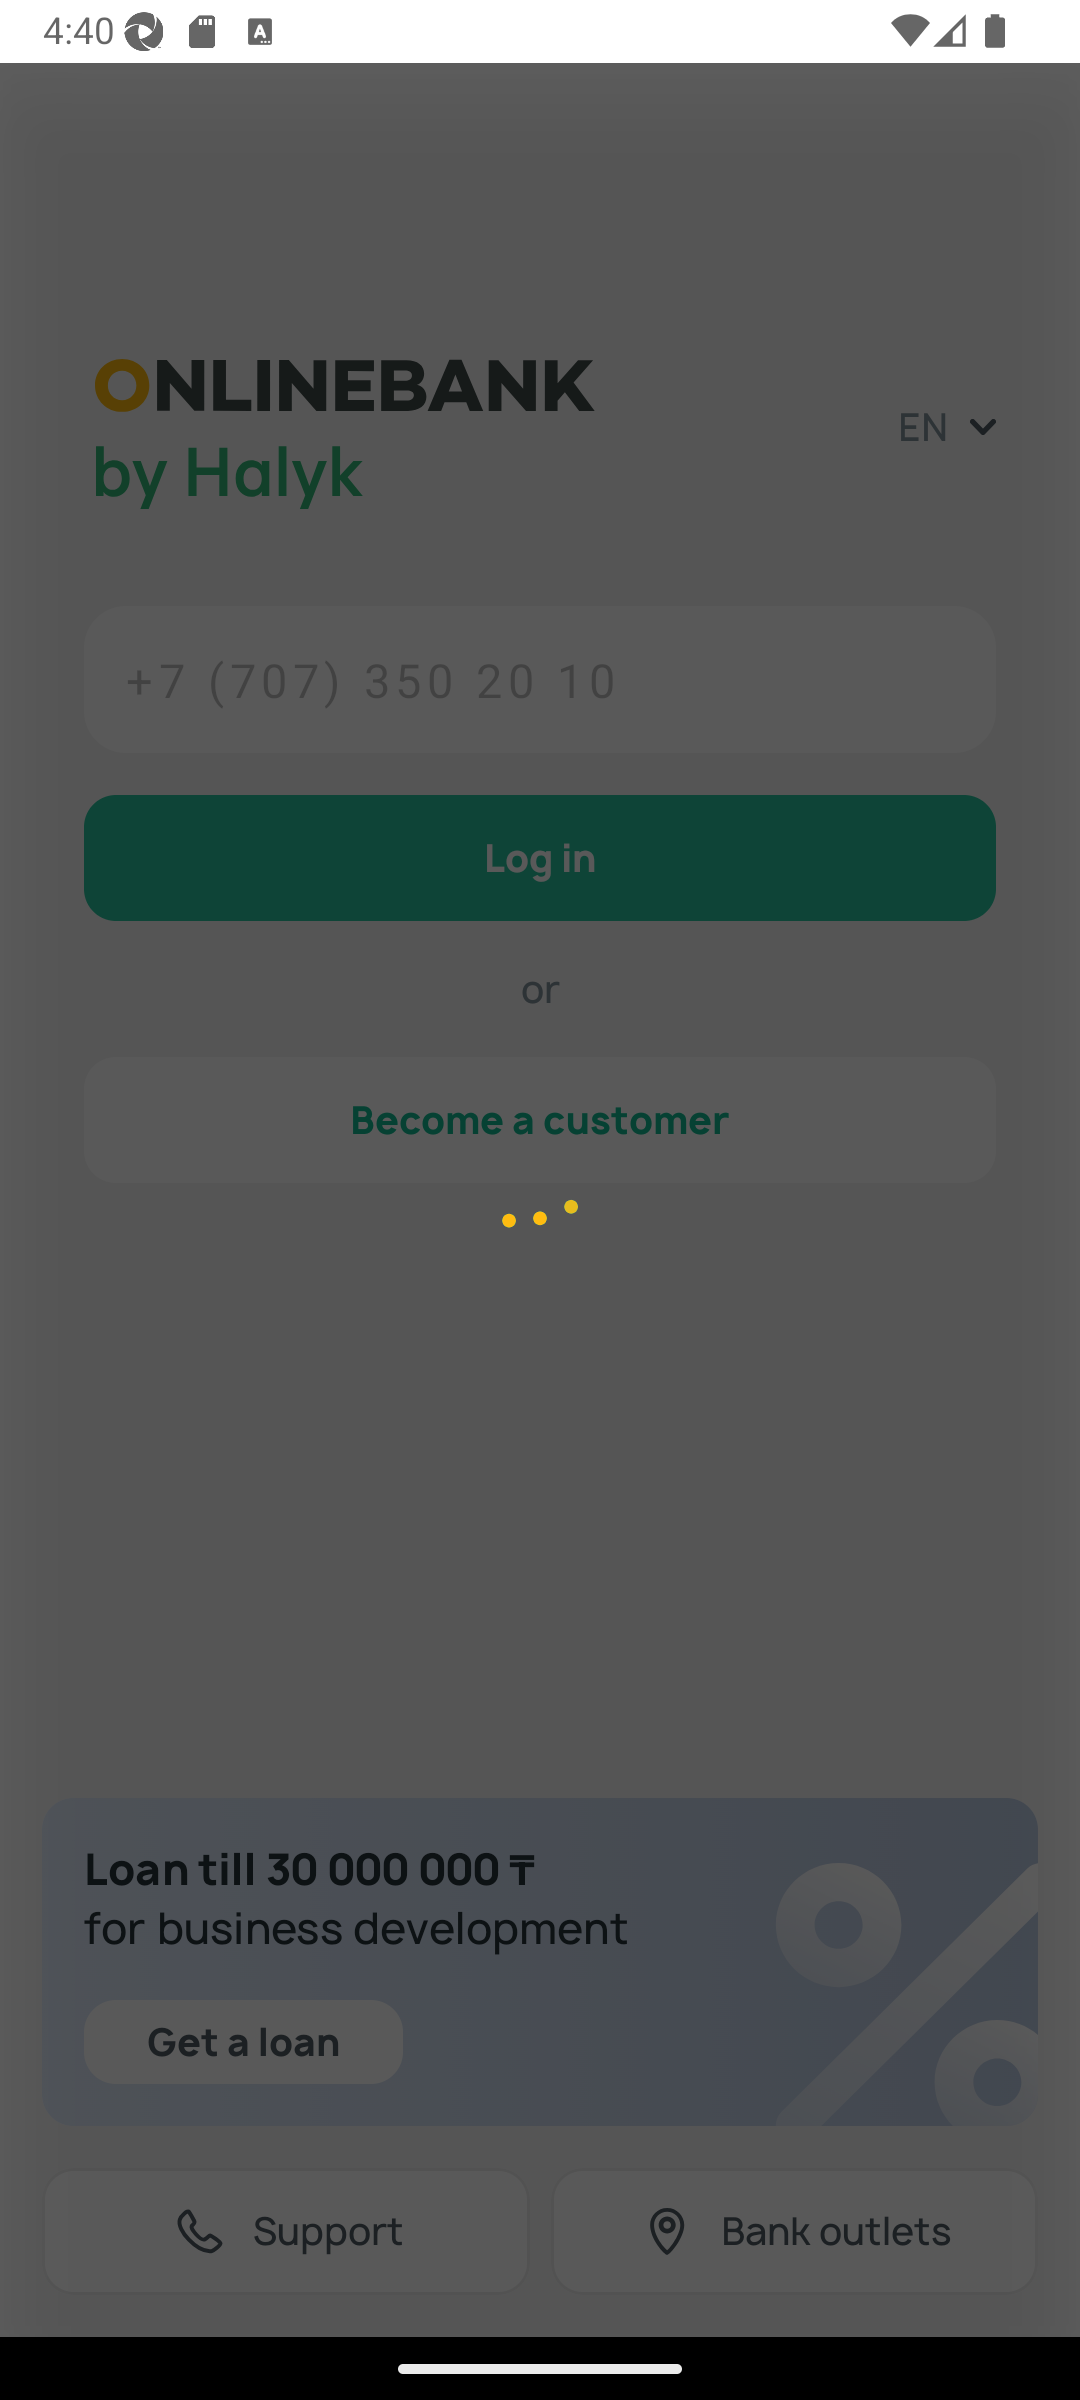 4:40
ONLINEBANK
by Halyk
EN
+7 (707) 350 20 10
Log in
or
Become a customer
Loan till 30 000 000 ₸
for business development
Get a loan
Support
Bank outlets